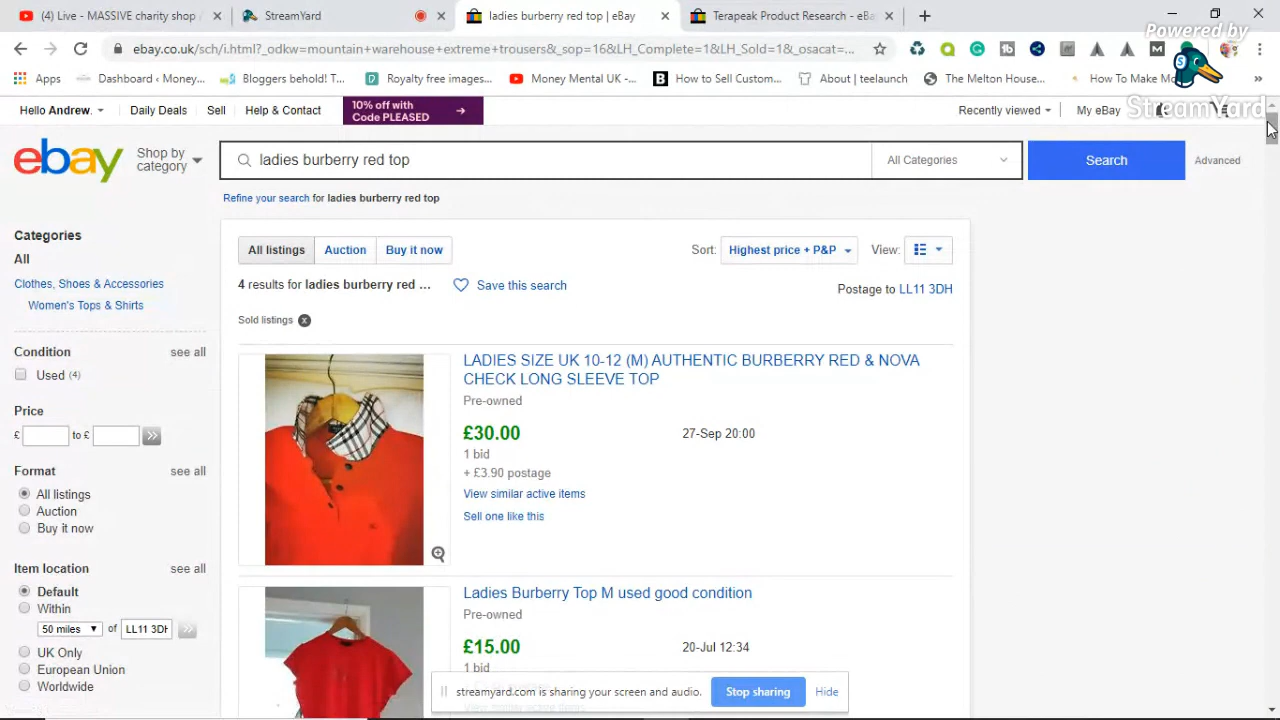 (4) Live - MASSIVE charity shop
StreamYard
ladies burberry red top | eBay
Terapeak Product Research - eB
Powered by
StreamYard
ebay.co.uk/sch/i.html?_odkw=mountain+warehouse+extreme+trousers&_sop=16&LH_Complete=1&LH_Sold=1&_osacat=...
Apps
Dashboard ‹ Money...
Bloggers behold! T...
Royalty free images...
Money Mental UK -...
How to Sell Custom...
About | teelaunch
The Melton House...
How To Make Mo
»
Hello Andrew.
Daily Deals
Sell
Help & Contact
10% off with
Code PLEASED
Recently viewed
My eBay
ebay
Shop by
category
ladies burberry red top
All Categories
Search
Advanced
Refine your search for ladies burberry red top
Categories
All
Clothes, Shoes & Accessories
Women's Tops & Shirts
Condition
see all
Used (4)
Price
£ to £
Format
see all
All listings
Auction
Buy it now
Item location
see all
Default
Within
50 miles of LL11 3DH
UK Only
European Union
Worldwide
All listings
Auction
Buy it now
Sort: Highest price + P&P
View:
4 results for ladies burberry red ...
Save this search
Postage to LL11 3DH
Sold listings
LADIES SIZE UK 10-12 (M) AUTHENTIC BURBERRY RED & NOVA
CHECK LONG SLEEVE TOP
Pre-owned
£30.00
27-Sep 20:00
1 bid
+ £3.90 postage
View similar active items
Sell one like this
Ladies Burberry Top M used good condition
Pre-owned
£15.00
20-Jul 12:34
1 bid
streamyard.com is sharing your screen and audio.
Stop sharing
Hide